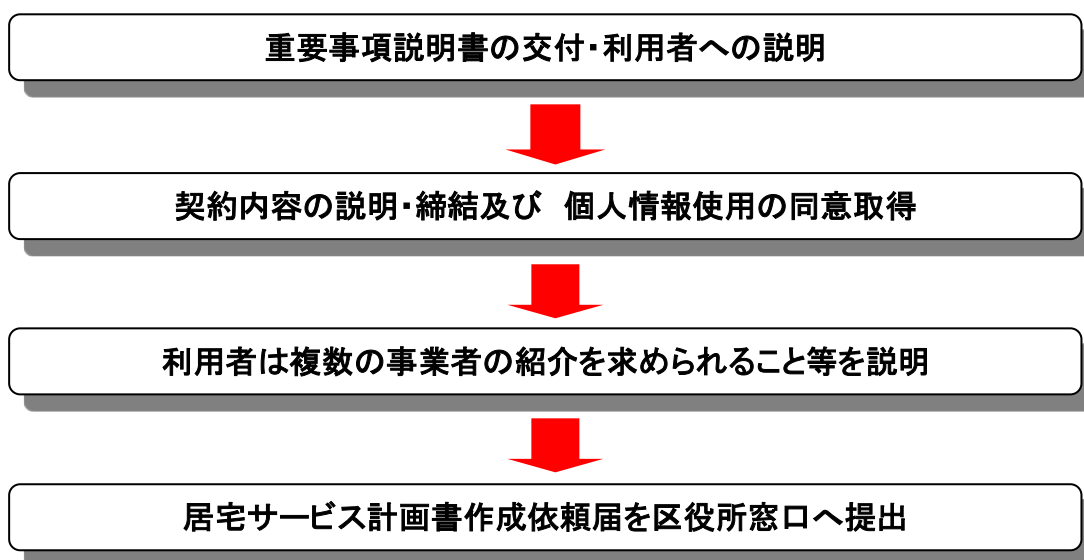 重要事項説明書の交付・利用者への説明
契約内容の説明・締結及び　個人情報使用の同意取得
利用者は複数の事業者の紹介を求められること等を説明
居宅サービス計画書作成依頼届を区役所窓口へ提出